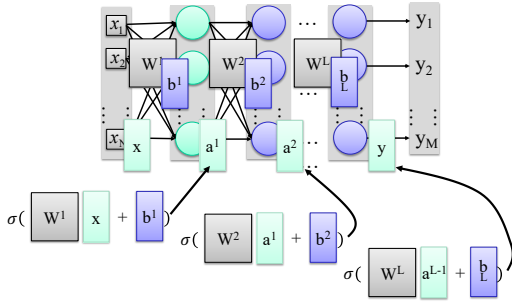 x₁ ... y₁
x₂ W¹ W² ... Wᴸ y₂
b¹ b² bL
... ...
xN x a¹ a² .. y yM
σ( W¹ x + b¹ )
σ( W² a¹ + b² )
σ( Wᴸ aᴸ⁻¹ + bL )